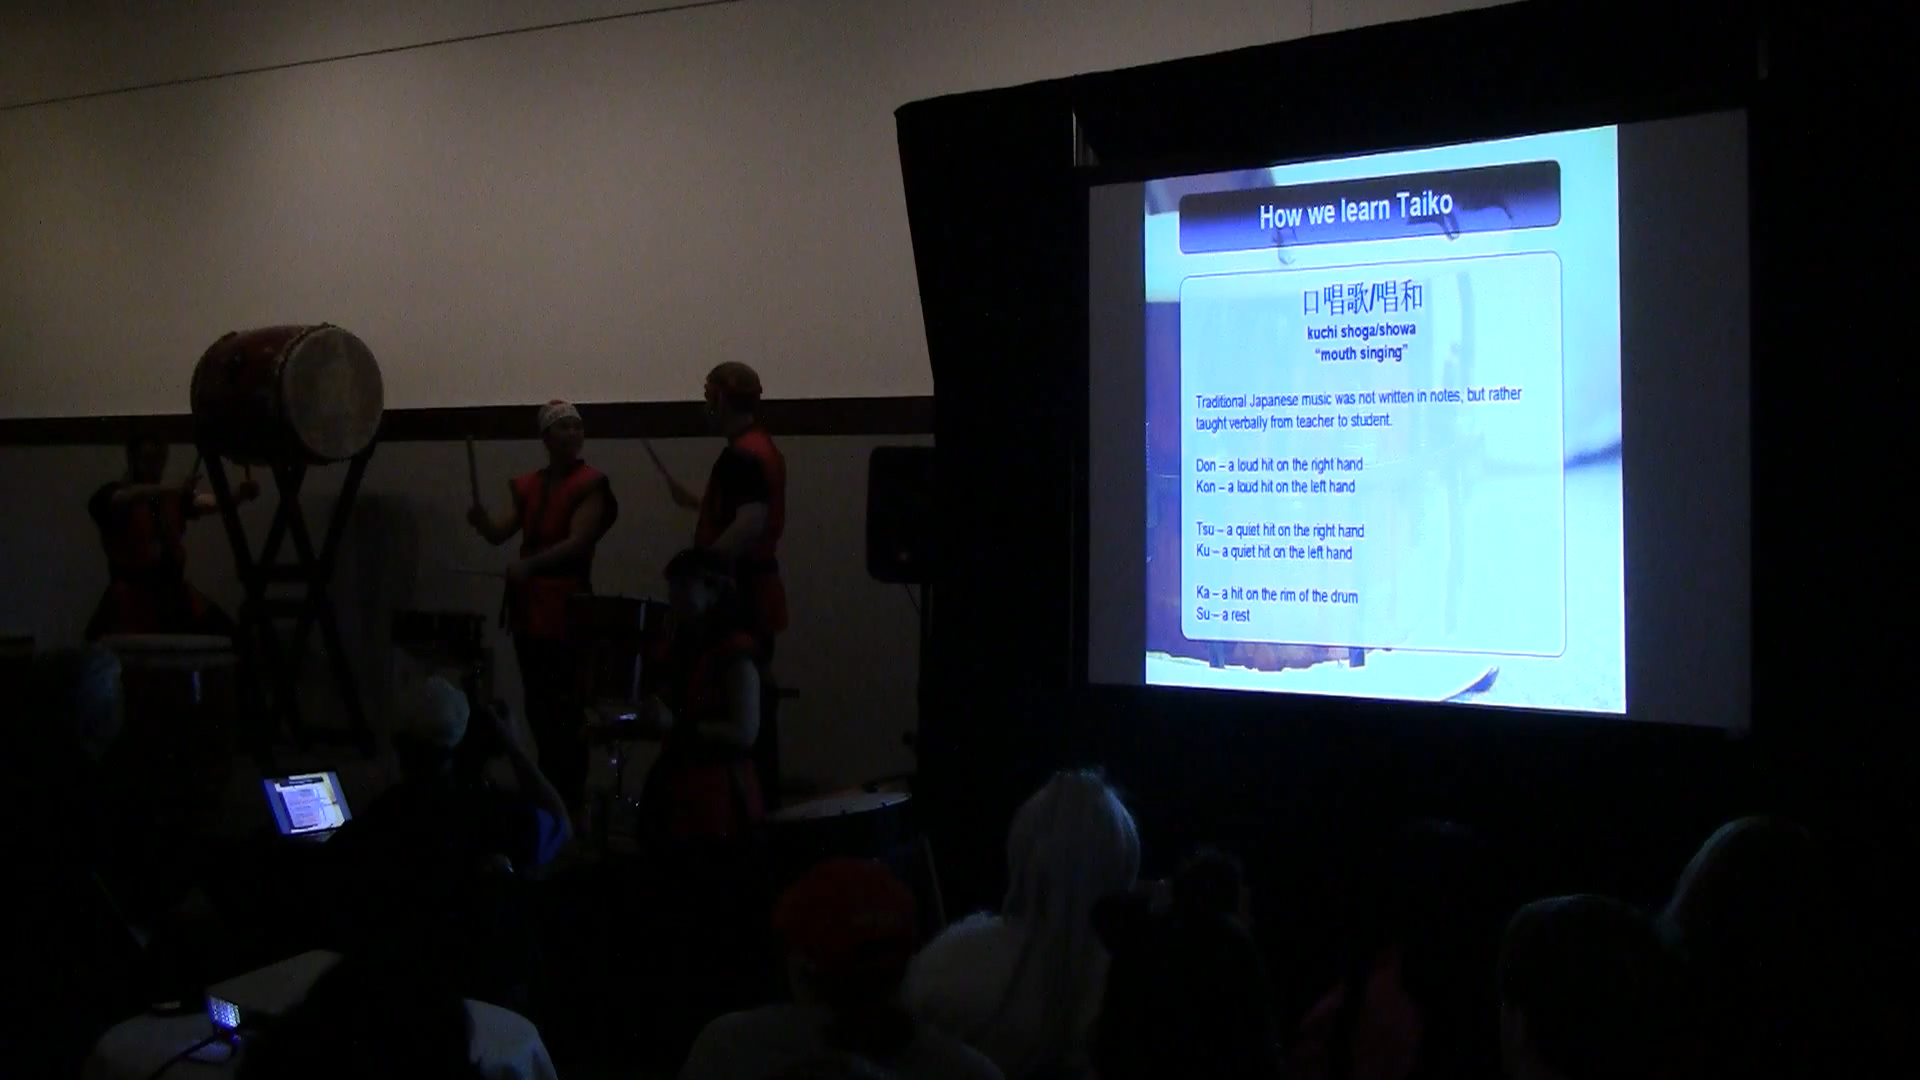 How we learn Taiko
口唱歌/唱和
kuchi shoga/showa
"mouth singing"
Traditional Japanese music was not written in notes, but rather
taught verbally from teacher to student.
Don – a loud hit on the right hand
Kon – a loud hit on the left hand
Tsu – a quiet hit on the right hand
Ku – a quiet hit on the left hand
Ka – a hit on the rim of the drum
Su – a rest